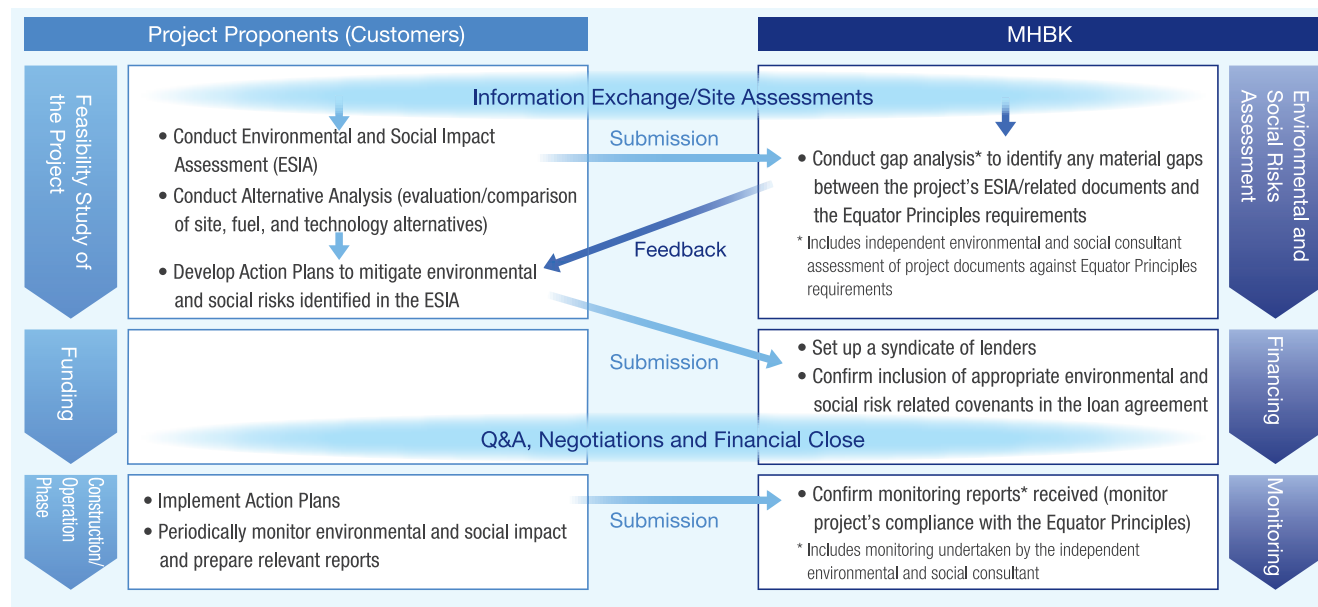 Project Proponents (Customers)
MHBK
Feasibility Study of
the Project
Information Exchange/Site Assessments
• Conduct Environmental and Social Impact
Assessment (ESIA)
• Conduct Alternative Analysis (evaluation/comparison
of site, fuel, and technology alternatives)
• Develop Action Plans to mitigate environmental
and social risks identified in the ESIA
Submission
Feedback
• Conduct gap analysis* to identify any material gaps
between the project's ESIA/related documents and
the Equator Principles requirements
* Includes independent environmental and social consultant
assessment of project documents against Equator Principles
requirements
Environmental and
Social Risks
Assessment
Funding
Submission
• Set up a syndicate of lenders
• Confirm inclusion of appropriate environmental and
social risk related covenants in the loan agreement
Q&A, Negotiations and Financial Close
Financing
Construction/
Operation
Phase
• Implement Action Plans
• Periodically monitor environmental and social impact
and prepare relevant reports
Submission
• Confirm monitoring reports* received (monitor
project's compliance with the Equator Principles)
* Includes monitoring undertaken by the independent
environmental and social consultant
Monitoring